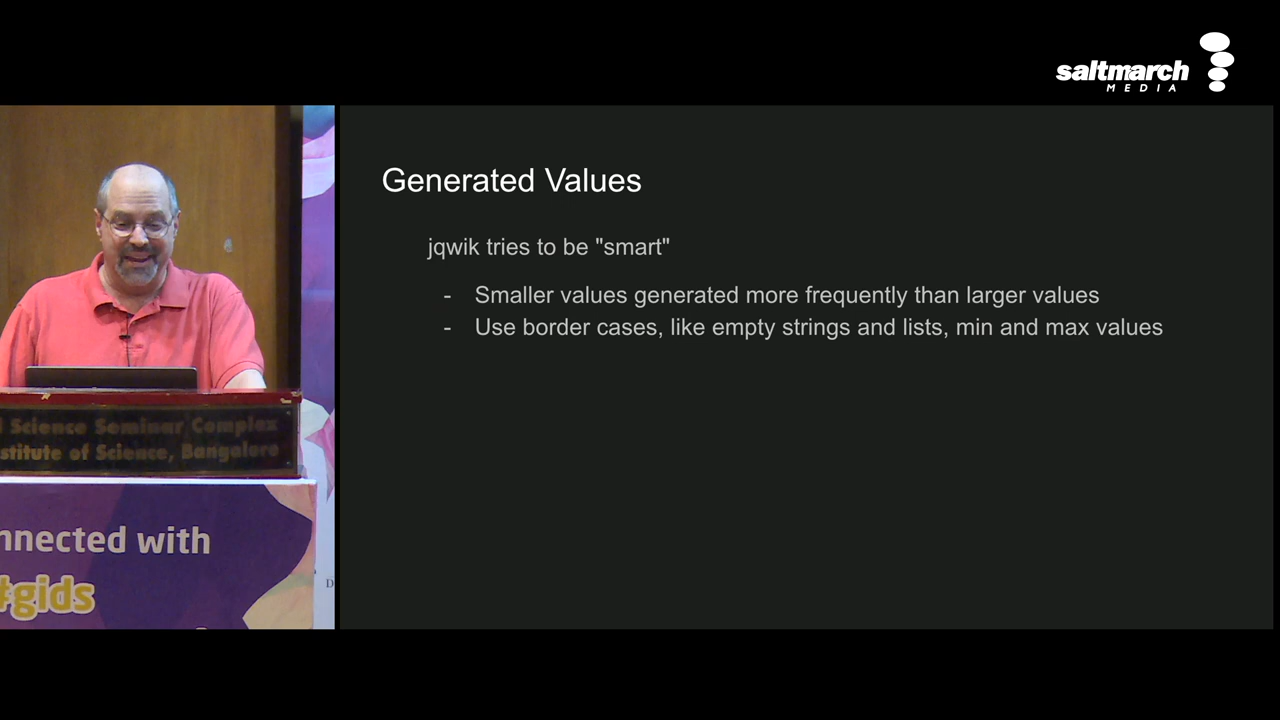 saltmarch
MEDIA
Generated Values
jqwik tries to be "smart"
- Smaller values generated more frequently than larger values
- Use border cases, like empty strings and lists, min and max values
l Science Seminar Complex
stitute of Science, Bangalore
nnected with
#gids
D